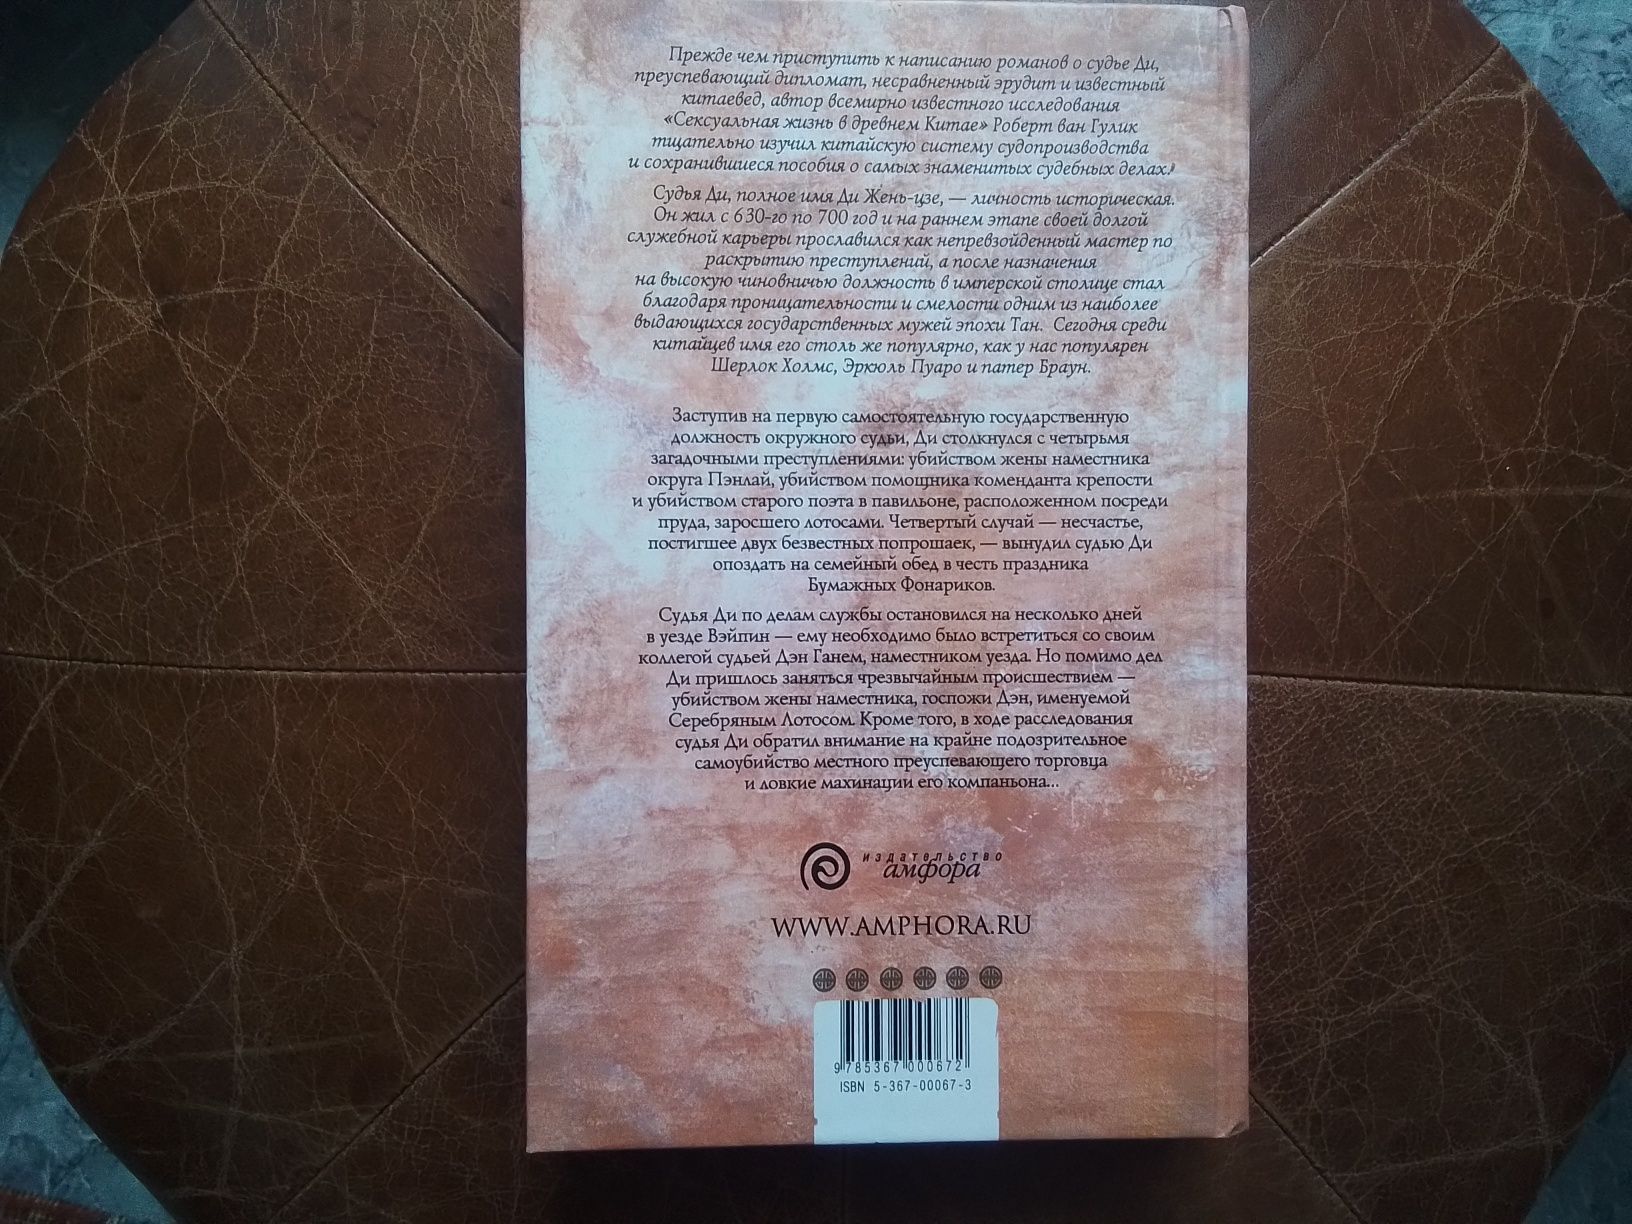 Прежде чем приступить к написанию романов о судье Ди,
преуспевающий дипломат, несравненный эрудит и известный
китаевед, автор всемирно известного исследования
«Сексуальная жизнь в древнем Китае» Роберт ван Гулик
тщательно изучил китайскую систему судопроизводства
и сохранившиеся пособия о самых знаменитых судебных делах.
Судья Ди, полное имя Ди Жень-цзе, — личность историческая.
Он жил с 630-го по 700 год и на раннем этапе своей долгой
служебной карьеры прославился как непревзойденный мастер по
раскрытию преступлений, а после назначения
на высокую чиновничью должность в имперской столице стал
благодаря проницательности и смелости одним из наиболее
выдающихся государственных мужей эпохи Тан. Сегодня среди
китайцев имя его столь же популярно, как у нас популярен
Шерлок Холмс, Эркюль Пуаро и патер Браун.
Заступив на первую самостоятельную государственную
должность окружного судьи, Ди столкнулся с четырьмя
загадочными преступлениями: убийством жены наместника
округа Пэнлай, убийством помощника коменданта крепости
и убийством старого поэта в павильоне, расположенном посреди
пруда, заросшего лотосами. Четвертый случай — несчастье,
постигшее двух безвестных попрошаек, — вынудил судью Ди
опоздать на семейный обед в честь праздника
Бумажных Фонариков.
Судья Ди по делам службы остановился на несколько дней
в уезде Вэйпин — ему необходимо было встретиться со своим
коллегой судьей Дэн Ганем, наместником уезда. Но помимо дел
Ди пришлось заняться чрезвычайным происшествием —
убийством жены наместника, госпожи Дэн, именуемой
Серебряным Лотосом. Кроме того, в ходе расследования
судья Ди обратил внимание на крайне подозрительное
самоубийство местного преуспевающего торговца
и ловкие махинации его компаньона...
издательство
амфора
WWW.AMPHORA.RU
9 785367 000672
ISBN 5-367-00067-3